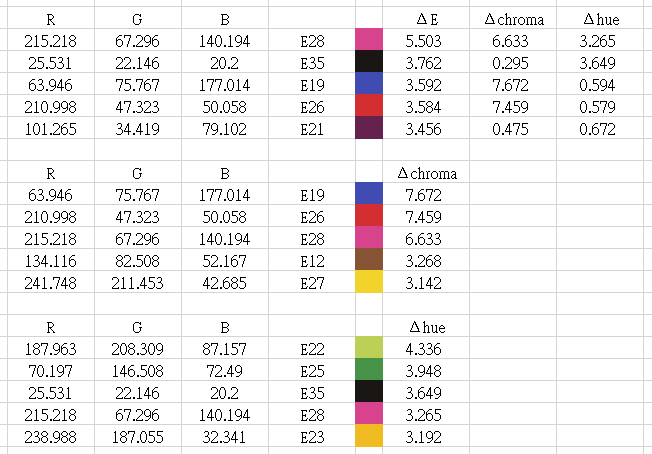 R G B ΔE Δchroma Δhue
215.218 67.296 140.194 E28 5.503 6.633 3.265
25.531 22.146 20.2 E35 3.762 0.295 3.649
63.946 75.767 177.014 E19 3.592 7.672 0.594
210.998 47.323 50.058 E26 3.584 7.459 0.579
101.265 34.419 79.102 E21 3.456 0.475 0.672
R G B Δchroma
63.946 75.767 177.014 E19 7.672
210.998 47.323 50.058 E26 7.459
215.218 67.296 140.194 E28 6.633
134.116 82.508 52.167 E12 3.268
241.748 211.453 42.685 E27 3.142
R G B Δhue
187.963 208.309 87.157 E22 4.336
70.197 146.508 72.49 E25 3.948
25.531 22.146 20.2 E35 3.649
215.218 67.296 140.194 E28 3.265
238.988 187.055 32.341 E23 3.192